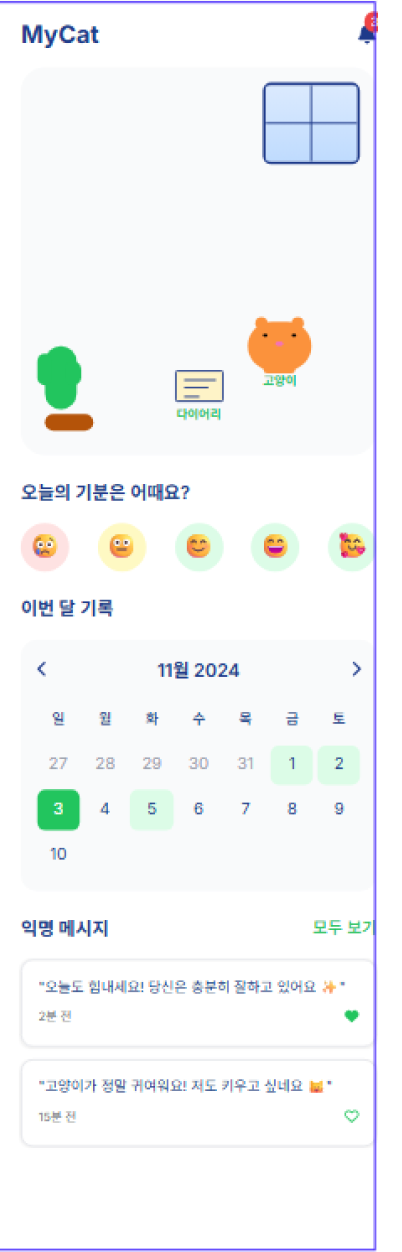 MyCat
고양이
다이어리
오늘의 기분은 어때요?
이번 달 기록
11월 2024
일 월 화 수 목 금 토
27 28 29 30 31 1 2
3 4 5 6 7 8 9
10
익명 메시지 모두 보기
"오늘도 힘내세요! 당신은 충분히 잘하고 있어요 ✨"
2분 전
"고양이가 정말 귀여워요! 저도 키우고 싶네요 😺"
15분 전